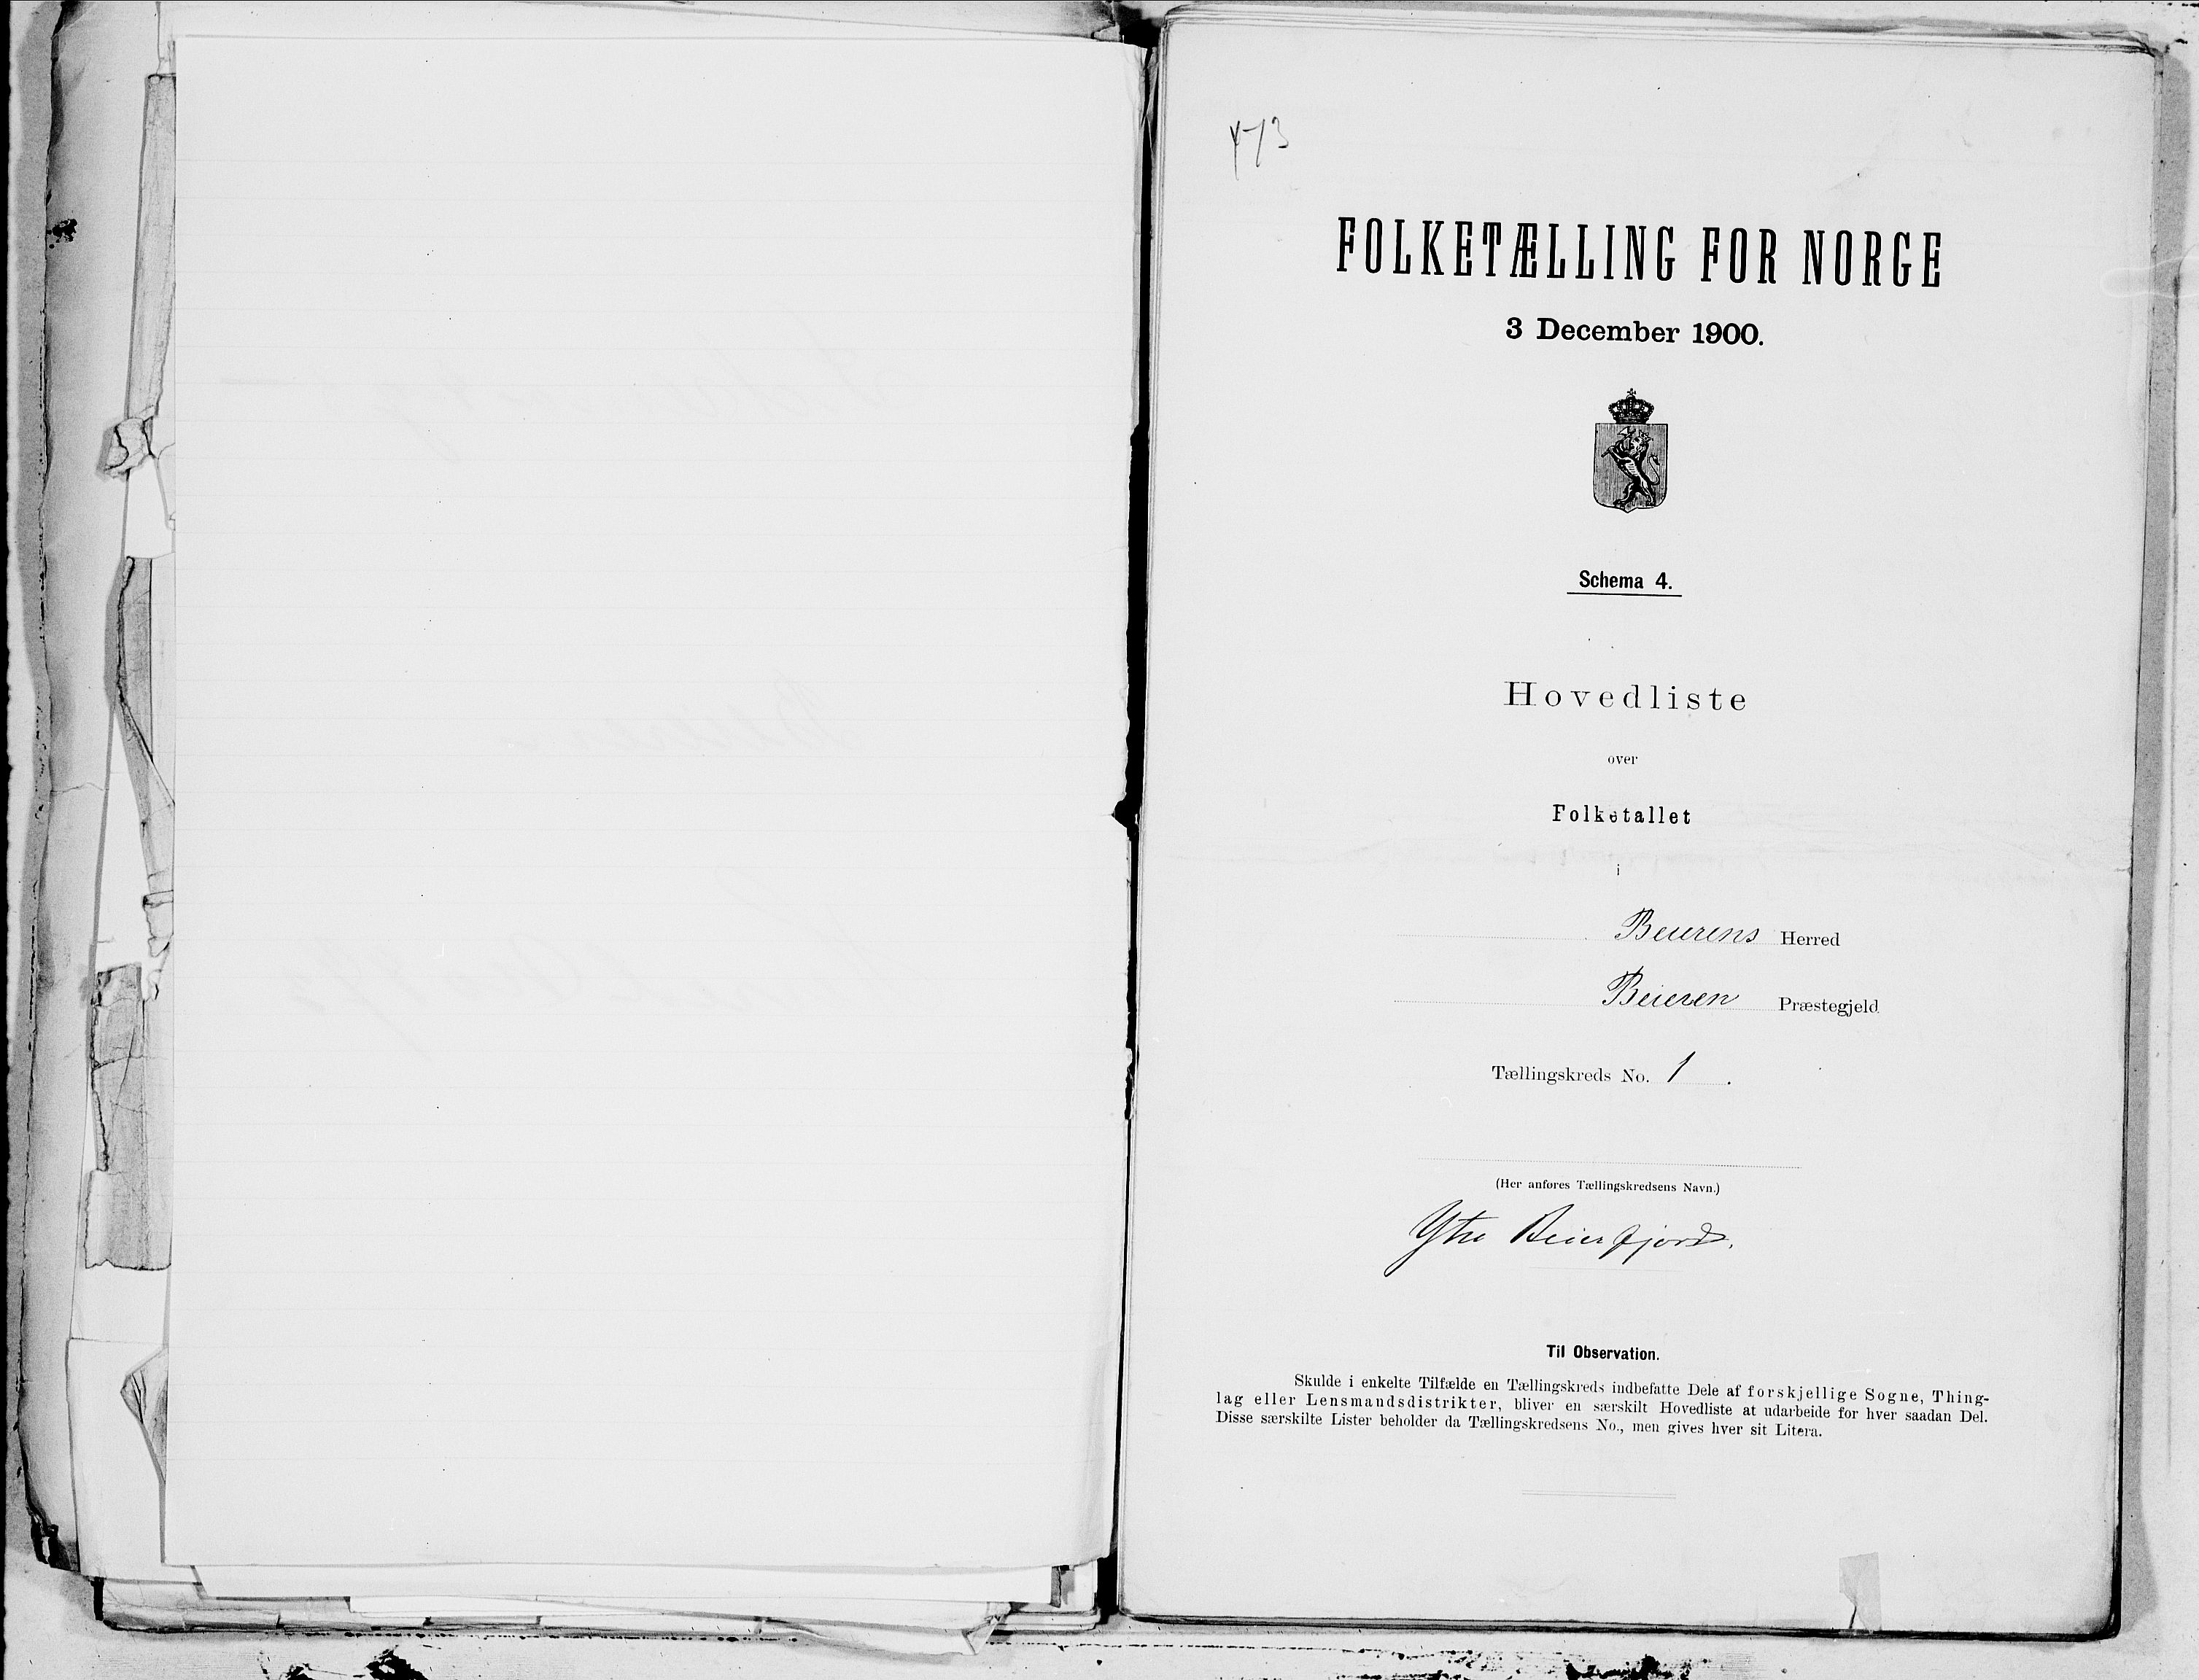 473
FOLKETÆLLING FOR NORGE
3 December 1900.
Schema 4.
Hovedliste
over
Folketallet
i
Beierens Herred
Beieren Præstegjeld
Tællingskreds No. 1.
(Her anføres Tællingskredsens Navn.)
Ytre Beierfjord.
Til Observation.
Skulde i enkelte Tilfælde en Tællingskreds indbefatte Dele af forskjellige Sogne, Thing-
lag eller Lensmandsdistrikter, bliver en særskilt Hovedliste at udarbeide for hver saadan Del.
Disse særskilte Lister beholder da Tællingskredsens No., men gives hver sit Litera.